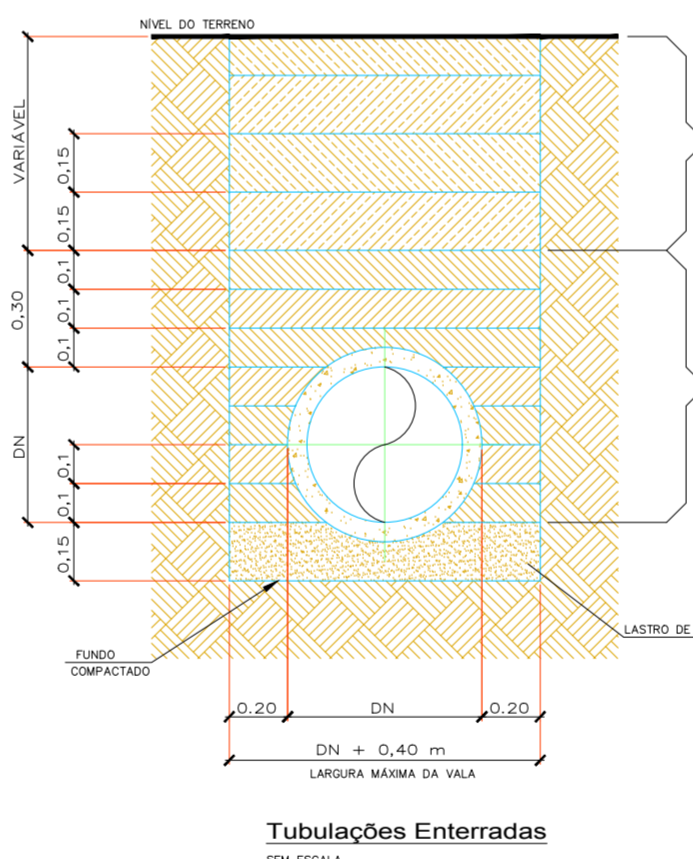 NÍVEL DO TERRENO
VARIÁVEL
0,15
0,15
0,30
0,1
0,1
0,1
DN
0,1
0,1
0,15
LASTRO DE
FUNDO
COMPACTADO
0.20
DN
0.20
DN + 0,40 m
LARGURA MÁXIMA DA VALA
Tubulações Enterradas
SEM ESCALA